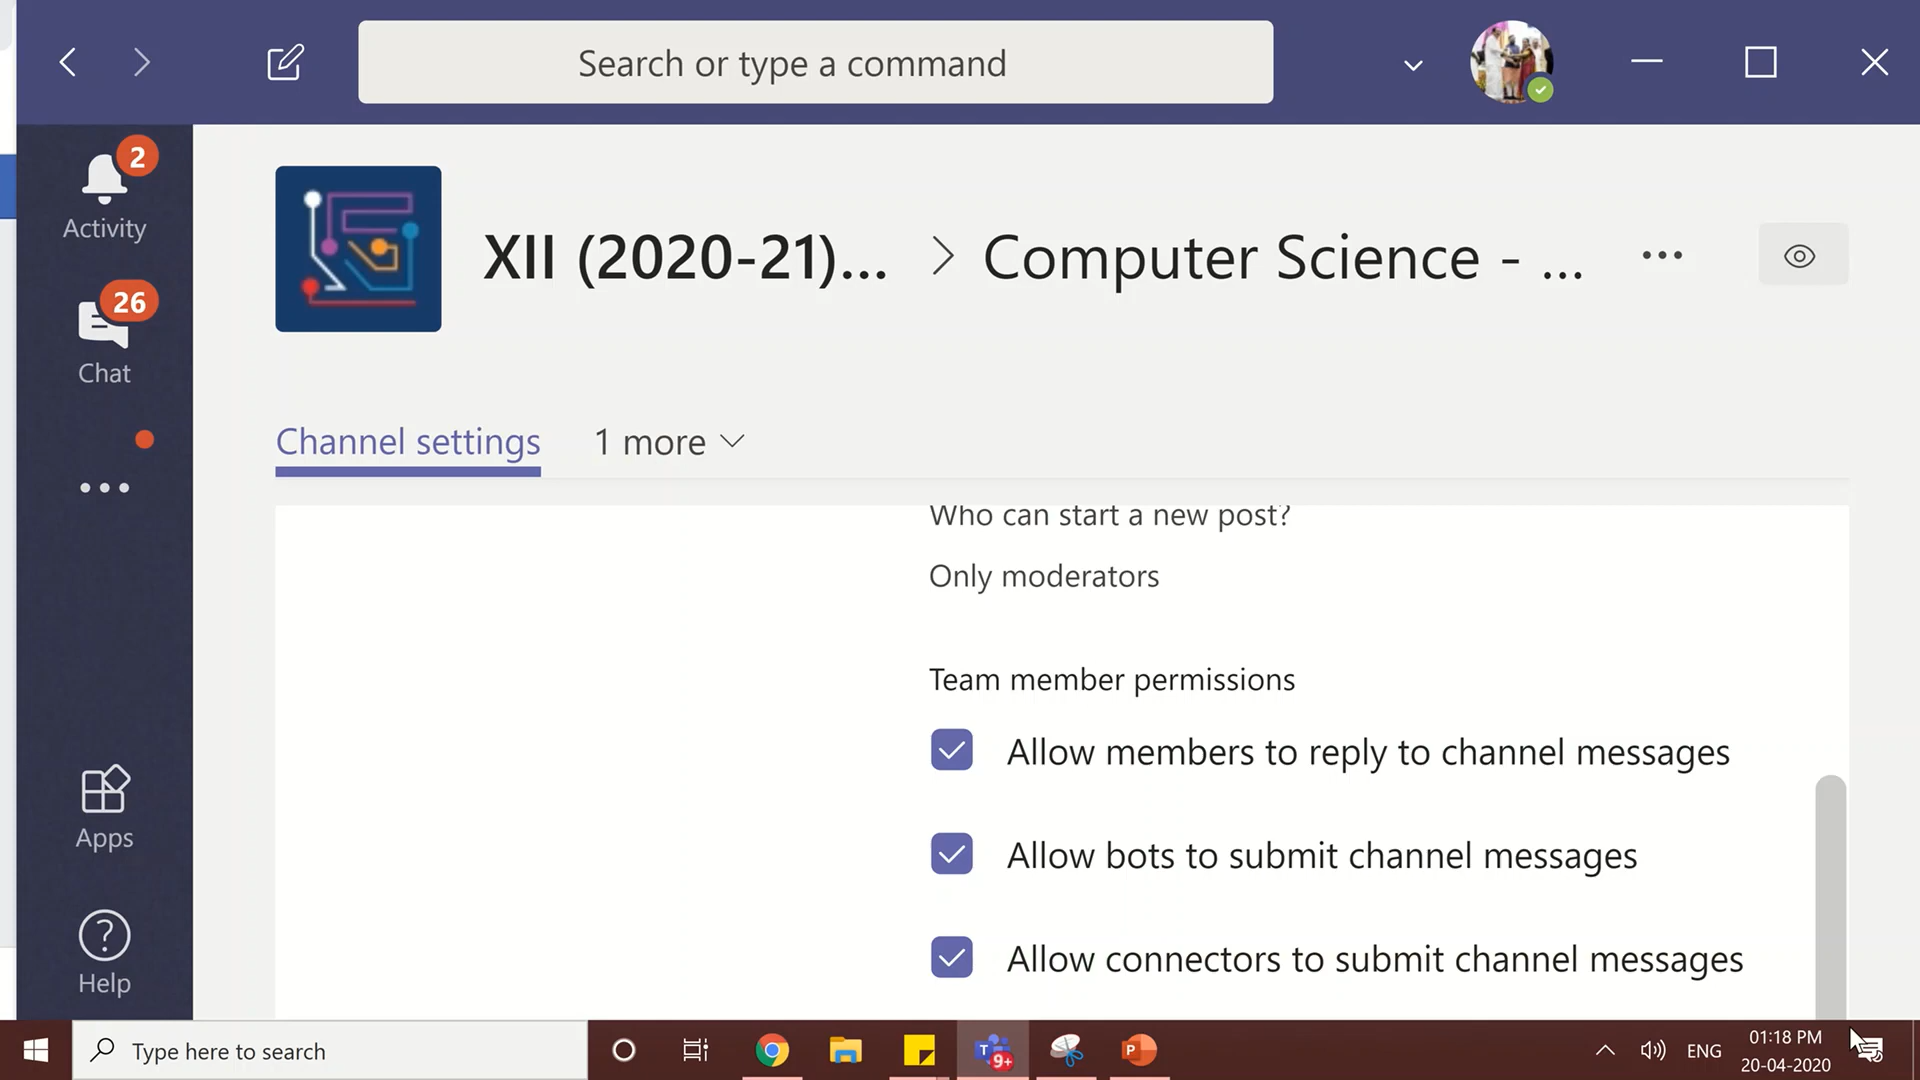 Search or type a command
2
Activity
XII (2020-21)... > Computer Science - ...
26
Chat
Channel settings 1 more
Who can start a new post?
Only moderators
Team member permissions
Allow members to reply to channel messages
Allow bots to submit channel messages
Allow connectors to submit channel messages
Apps
Help
Type here to search
T
9+
P
ENG
01:18 PM
20-04-2020